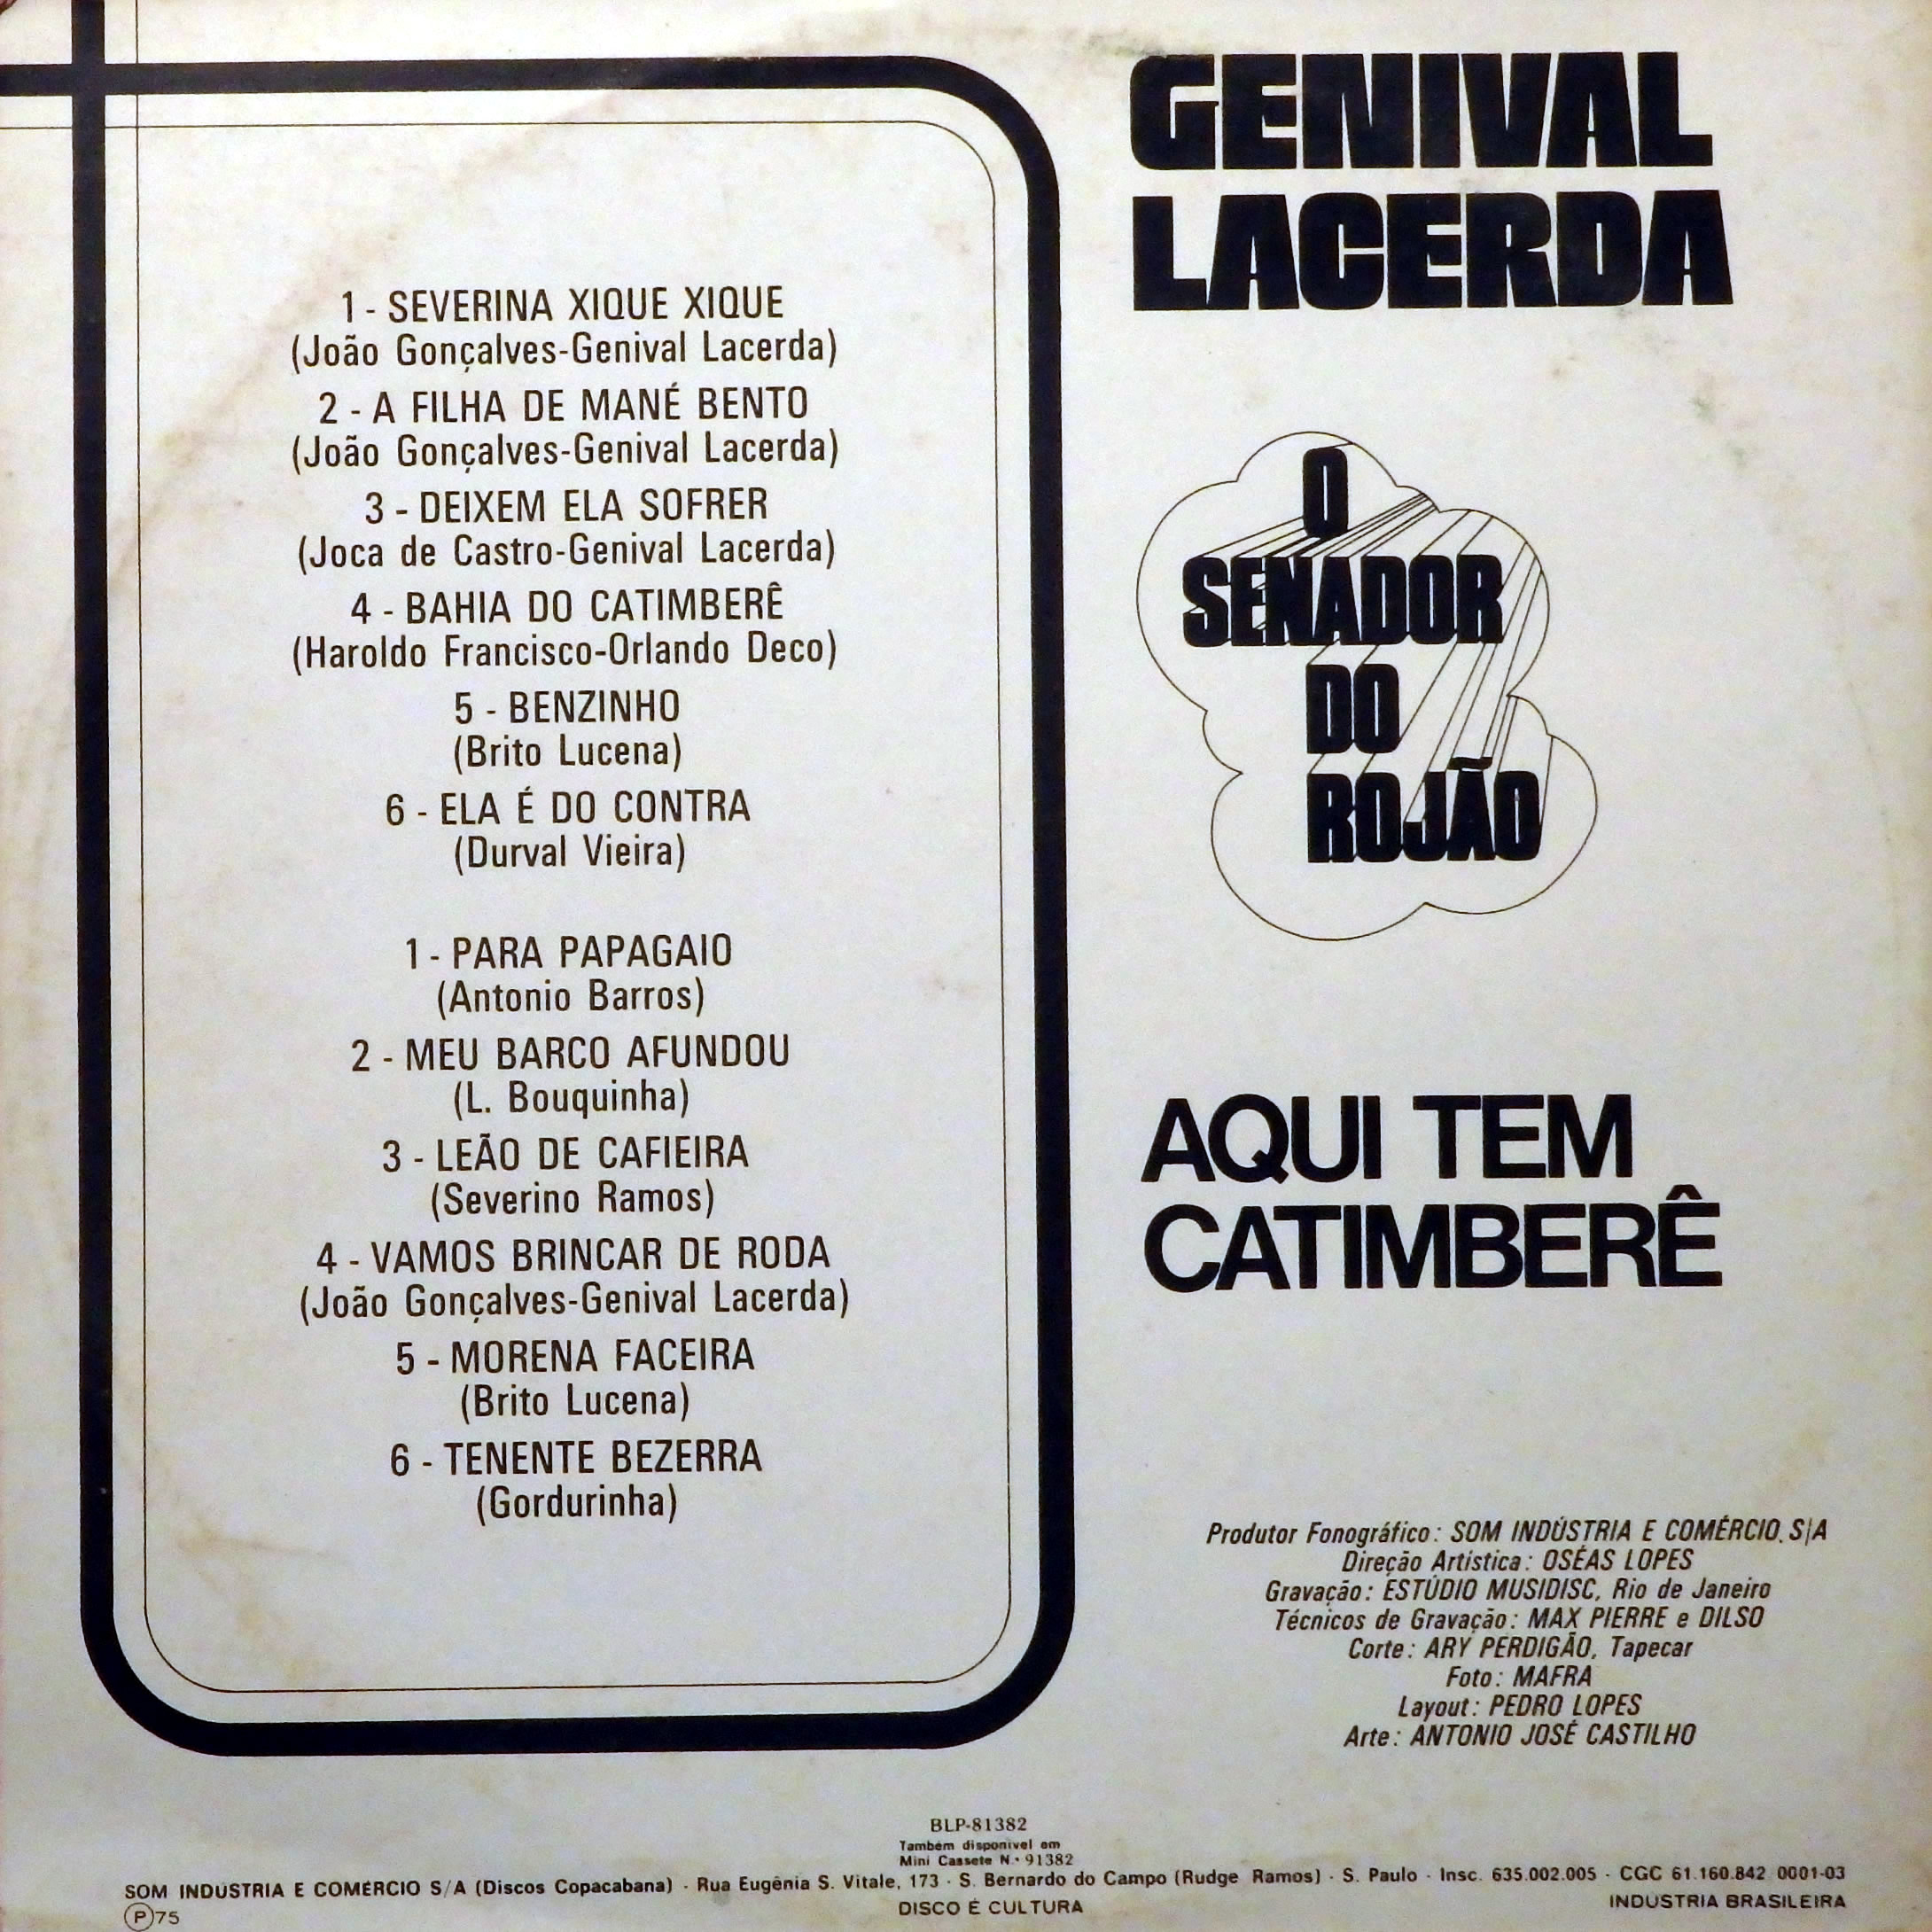 GENIVAL
LACERDA
O
SENADOR
DO
ROJÃO
AQUI TEM
CATIMBERÊ
1 - SEVERINA XIQUE XIQUE
(João Gonçalves-Genival Lacerda)
2 - A FILHA DE MANÉ BENTO
(João Gonçalves-Genival Lacerda)
3 - DEIXEM ELA SOFRER
(Joca de Castro-Genival Lacerda)
4 - BAHIA DO CATIMBERÊ
(Haroldo Francisco-Orlando Deco)
5 - BENZINHO
(Brito Lucena)
6 - ELA É DO CONTRA
(Durval Vieira)
1 - PARA PAPAGAIO
(Antonio Barros)
2 - MEU BARCO AFUNDOU
(L. Bouquinha)
3 - LEÃO DE CAFIEIRA
(Severino Ramos)
4 - VAMOS BRINCAR DE RODA
(João Gonçalves-Genival Lacerda)
5 - MORENA FACEIRA
(Brito Lucena)
6 - TENENTE BEZERRA
(Gordurinha)
Produtor Fonográfico: SOM INDÚSTRIA E COMÉRCIO. S/A
Direção Artística: OSÉAS LOPES
Gravação: ESTÚDIO MUSIDISC, Rio de Janeiro
Técnicos de Gravação: MAX PIERRE e DILSO
Corte: ARY PERDIGÃO, Tapecar
Foto: MAFRA
Layout: PEDRO LOPES
Arte: ANTONIO JOSÉ CASTILHO
BLP-81382
Também disponível em
Mini Cassete N.º 91382
SOM INDÚSTRIA E COMÉRCIO S/A (Discos Copacabana) · Rua Eugênia S. Vitale, 173 · S. Bernardo do Campo (Rudge Ramos) · S. Paulo · Insc. 635.002.005 · CGC 61.160.842 0001-03
Ⓟ75
DISCO É CULTURA
INDÚSTRIA BRASILEIRA